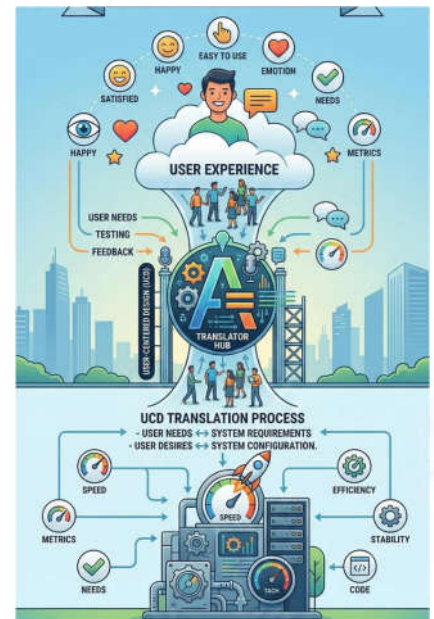 EASY TO USE
HAPPY
EMOTION
SATISFIED
NEEDS
HAPPY
METRICS
USER EXPERIENCE
USER NEEDS
TESTING
FEEDBACK
USER-CENTERED DESIGN (UCD)
TRANSLATOR
HUB
UCD TRANSLATION PROCESS
- USER NEEDS ↔ SYSTEM REQUIREMENTS
- USER DESIRES ↔ SYSTEM CONFIGURATION.
SPEED
SPEED
EFFICIENCY
METRICS
STABILITY
TACH
NEEDS
CODE